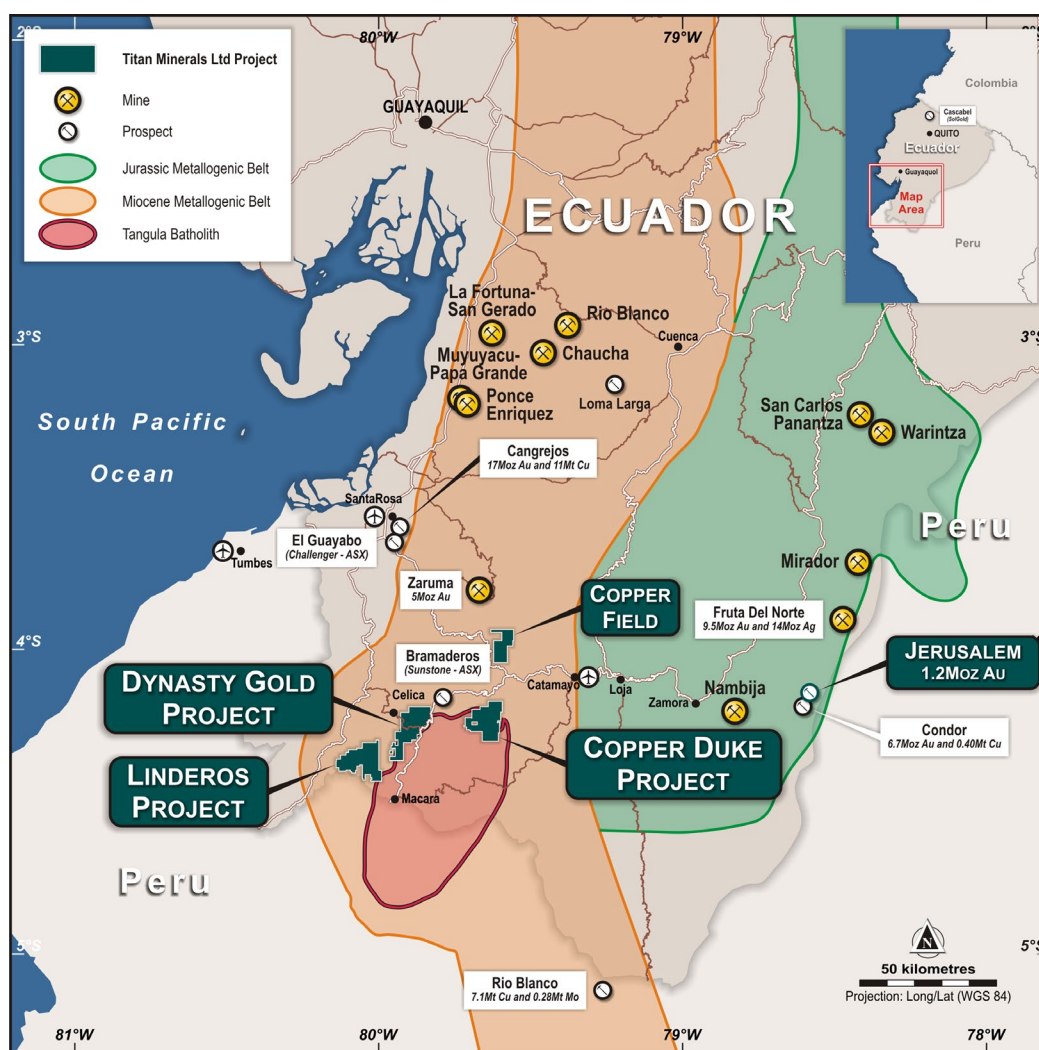 2°S
80°W
79°W
Titan Minerals Ltd Project
Mine
Prospect
Jurassic Metallogenic Belt
Miocene Metallogenic Belt
Tangula Batholith
GUAYAQUIL
ECUADOR
Colombia
Cascabel
(SolGold)
QUITO
Ecuador
Guayaquol
Map
Area
Peru
3°S
3°S
La Fortuna-
San Gerado
Rio Blanco
Chaucha
Cuenca
Muyuyacu-
Papa Grande
Ponce
Enriquez
Loma Larga
San Carlos
Panantza
Warintza
South Pacific
Ocean
Cangrejos
17Moz Au and 11Mt Cu
SantaRosa
El Guayabo
(Challenger - ASX)
Tumbes
Peru
Mirador
Zaruma
5Moz Au
COPPER
FIELD
Fruta Del Norte
9.5Moz Au and 14Moz Ag
4°S
4°S
JERUSALEM
1.2MOZ AU
Bramaderos
(Sunstone - ASX)
DYNASTY GOLD
PROJECT
Celica
Catamayo
Loja
Zamora
Nambija
Condor
6.7Moz Au and 0.40Mt Cu
COPPER DUKE
PROJECT
LINDEROS
PROJECT
Macará
Peru
5°S
5°S
N
50 kilometres
Projection: Long/Lat (WGS 84)
Rio Blanco
7.1Mt Cu and 0.28Mt Mo
81°W
80°W
79°W
78°W